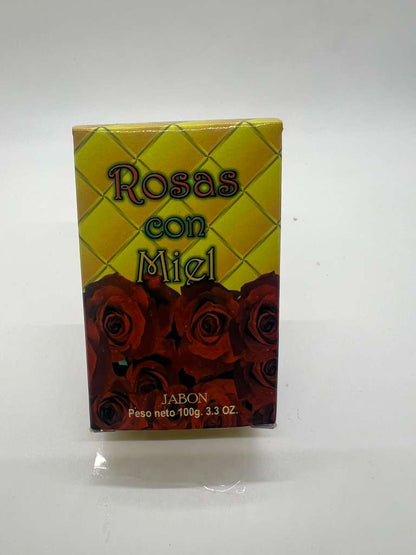 Rosas
con
Miel
JABON
Peso neto 100g. 3.3 OZ.